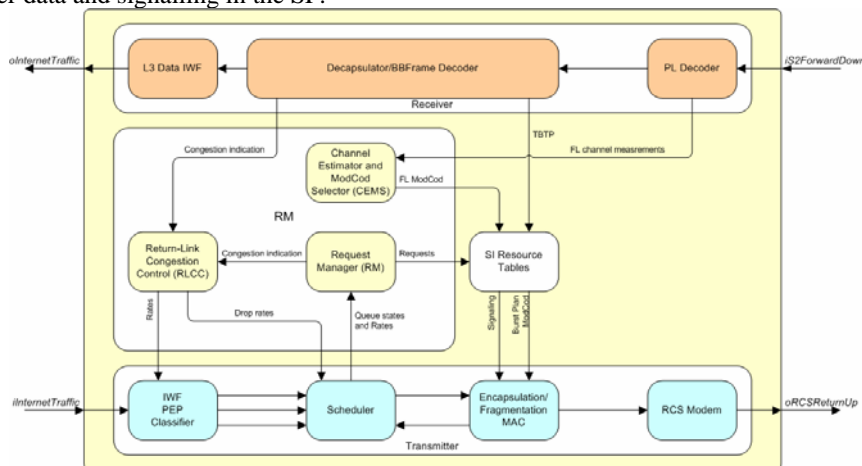 er data and signalling in the SI :
oInternetTraffic
L3 Data IWF
Decapsulator/BBFrame Decoder
PL Decoder
iS2ForwardDown
Receiver
TBTP
Congestion indication
FL channel measrements
Channel
Estimator and
ModCod
Selector (CEMS)
FL ModCod
RM
Return-Link
Congestion
Control (RLCC)
Congestion indication
Request
Manager (RM)
Requests
SI Resource
Tables
Rates
Drop rates
Queue states
and Rates
Signaling
Burst Plan
ModCod
iInternetTraffic
IWF
PEP
Classifier
Scheduler
Encapsulation/
Fragmentation
MAC
RCS Modem
oRCSReturnUp
Transmitter